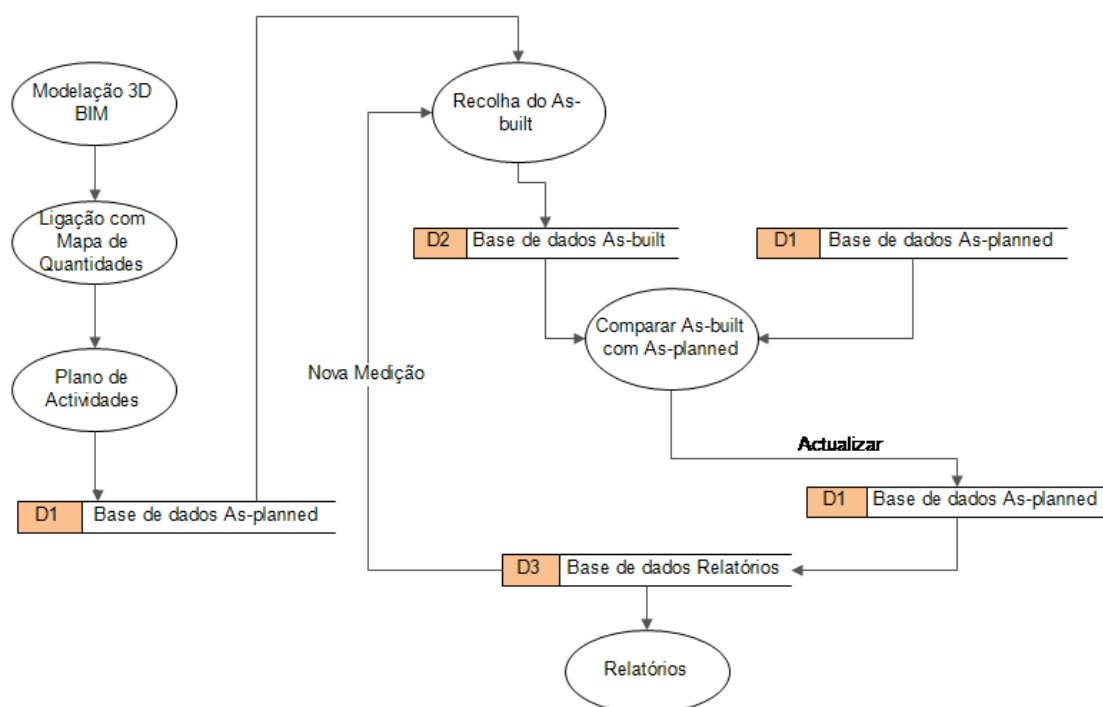 Modelação 3D
BIM
Ligação com
Mapa de
Quantidades
Plano de
Actividades
D1 Base de dados As-planned
Recolha do As-
built
D2 Base de dados As-built
D1 Base de dados As-planned
Comparar As-built
com As-planned
Nova Medição
Actualizar
D1 Base de dados As-planned
D3 Base de dados Relatórios
Relatórios